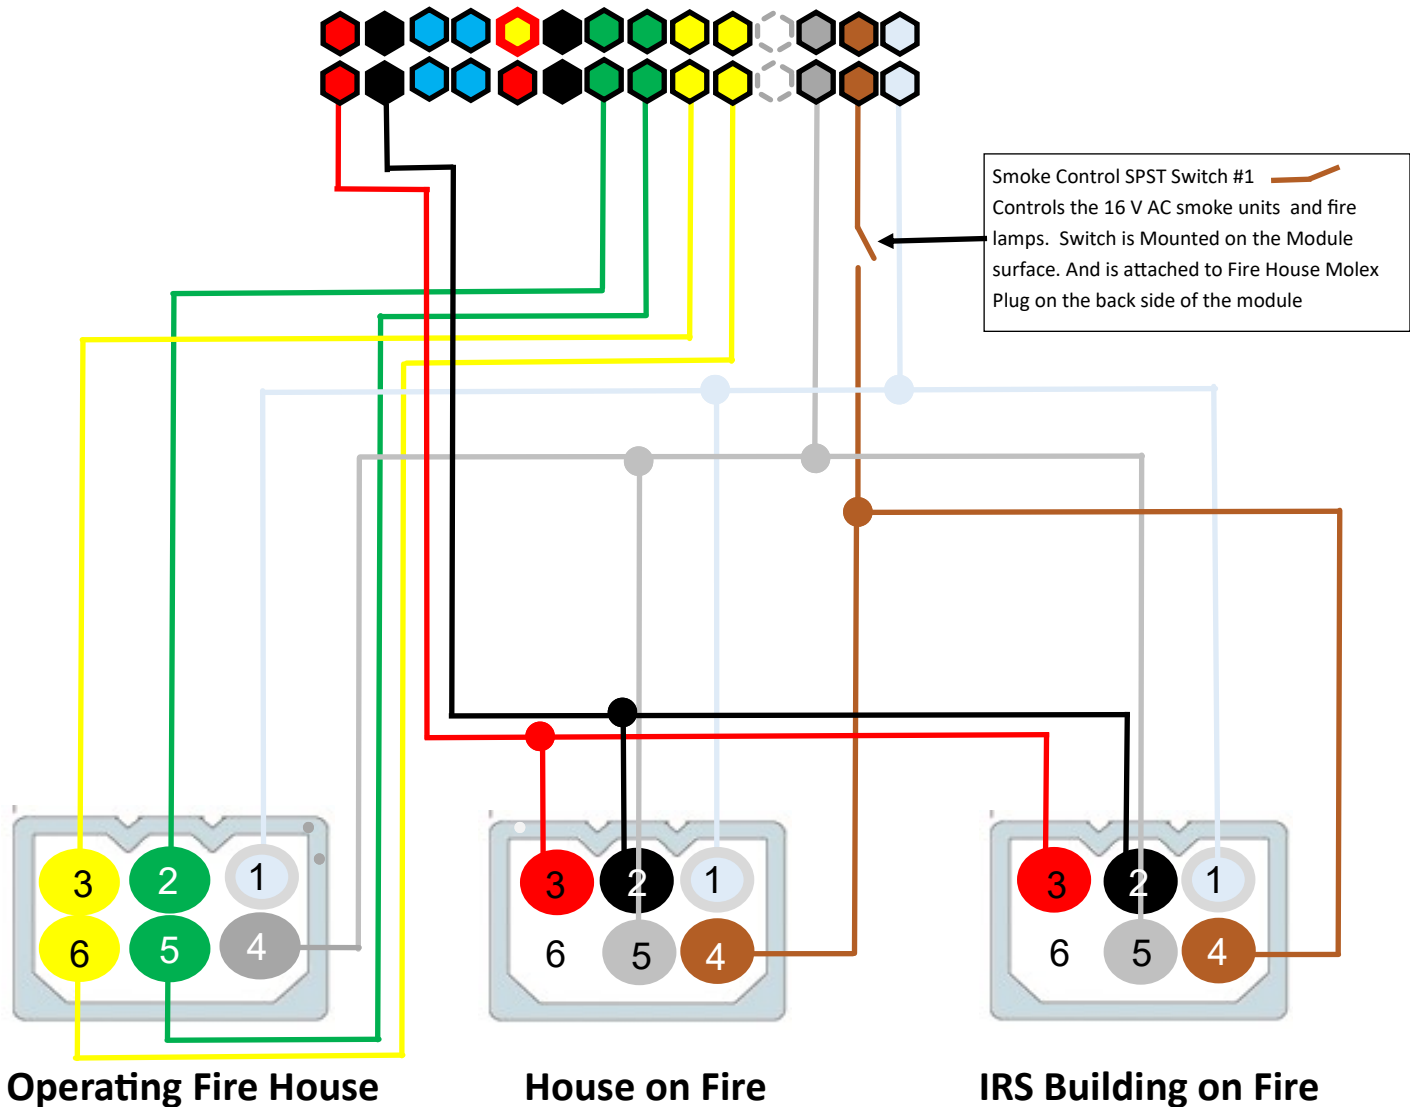 Smoke Control SPST Switch #1
Controls the 16 V AC smoke units and fire
lamps. Switch is Mounted on the Module
surface. And is attached to Fire House Molex
Plug on the back side of the module
3 2 1
6 5 4
3 2 1
6 5 4
3 2 1
6 5 4
Operating Fire House
House on Fire
IRS Building on Fire